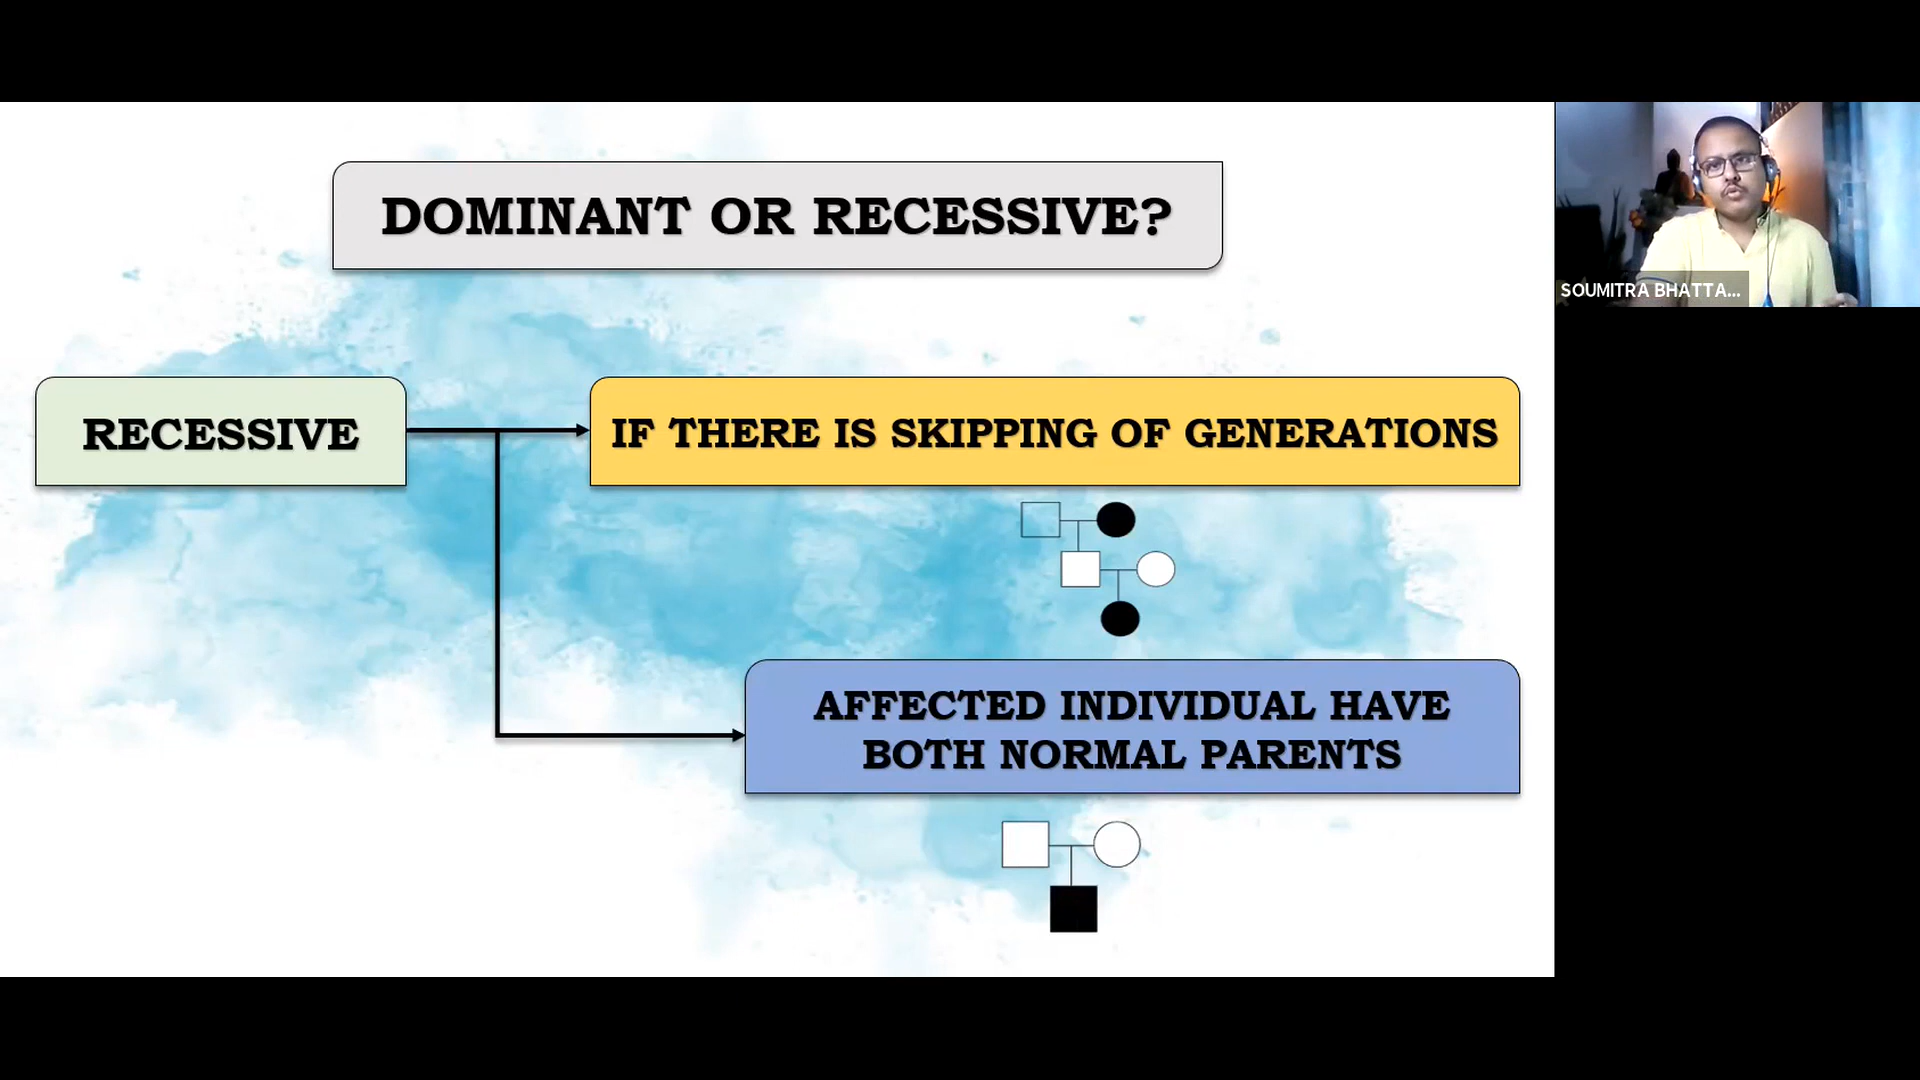 DOMINANT OR RECESSIVE?
SOUMITRA BHATTA...
RECESSIVE
IF THERE IS SKIPPING OF GENERATIONS
AFFECTED INDIVIDUAL HAVE
BOTH NORMAL PARENTS